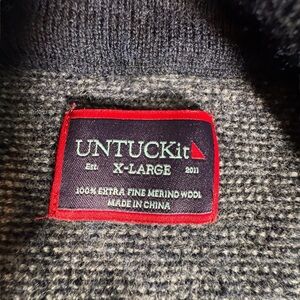 UNTUCKit
Est. X-LARGE 2011
100% EXTRA FINE MERINO WOOL
MADE IN CHINA